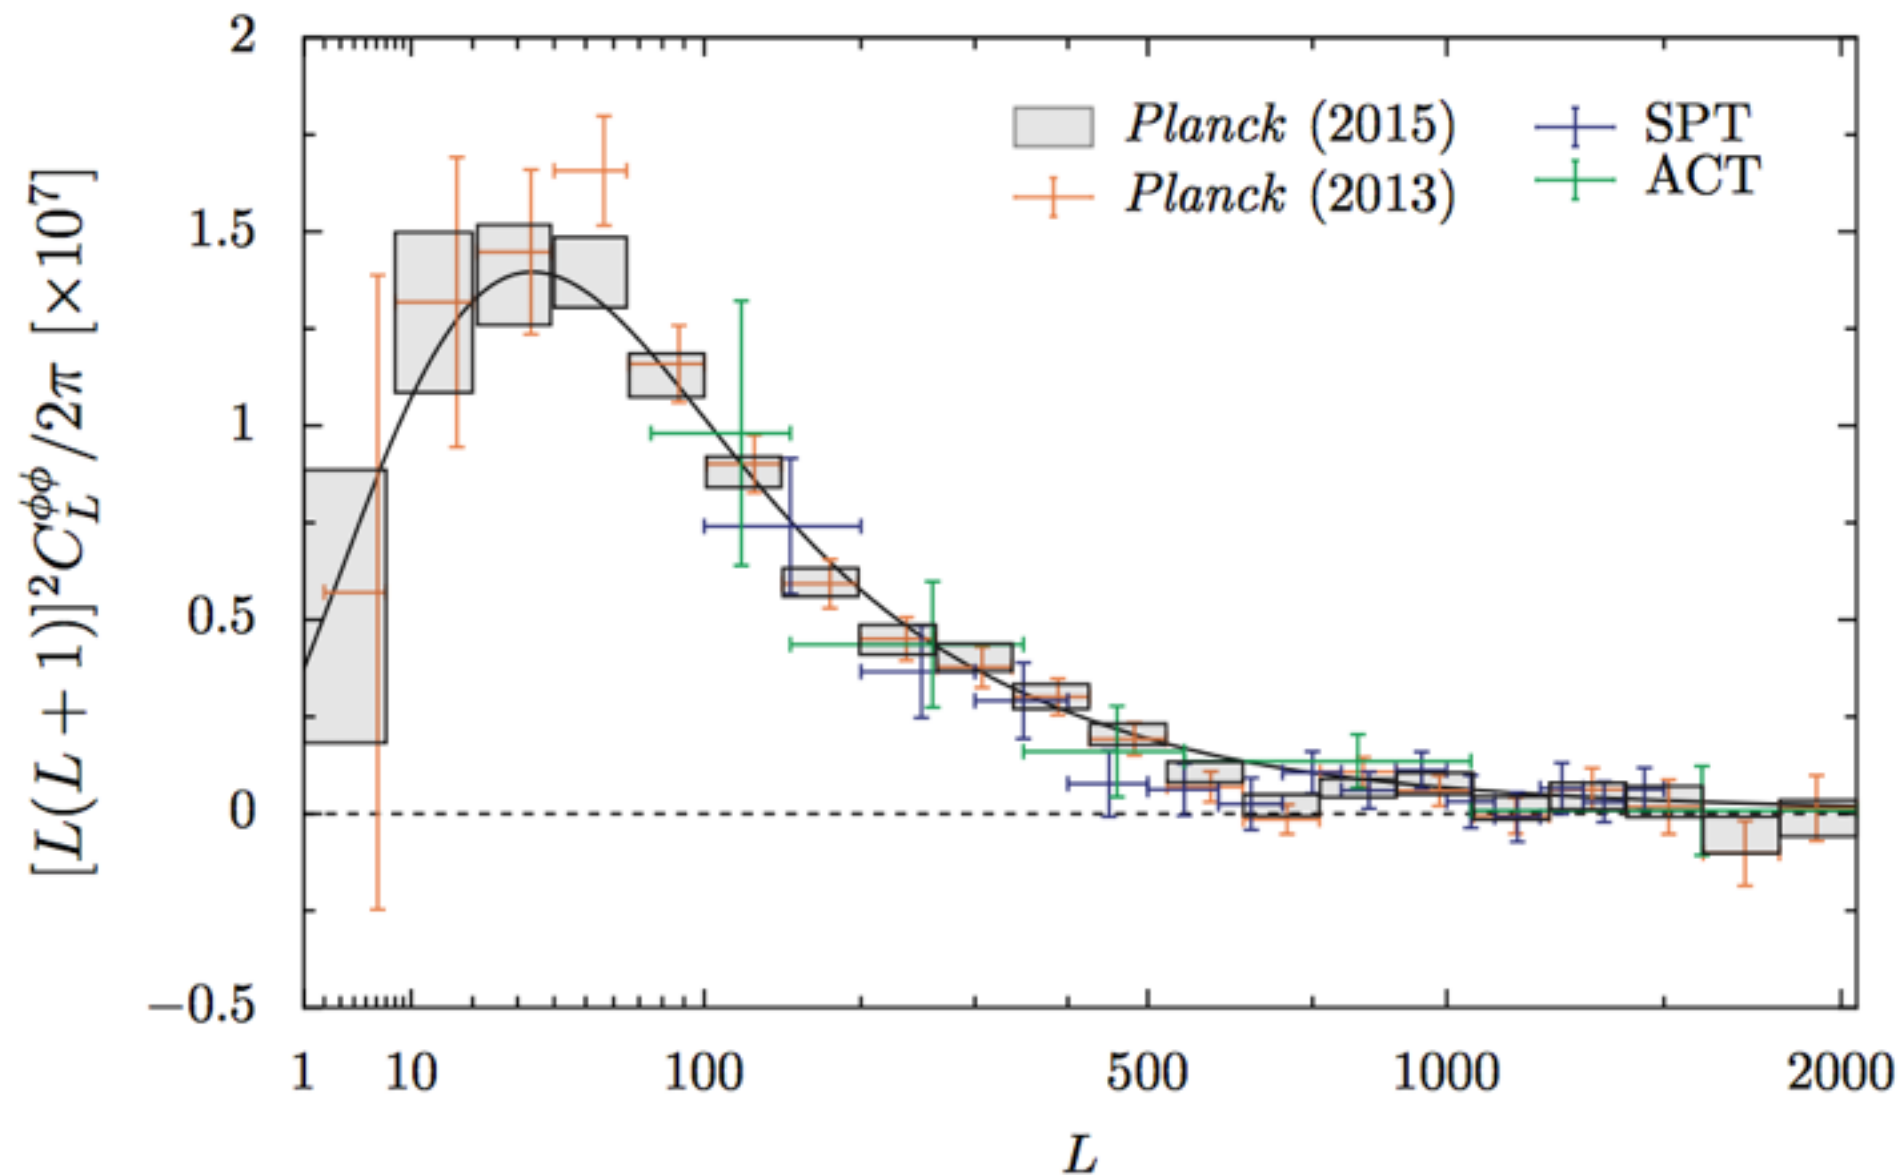 2
1.5
1
0.5
0
−0.5
[L(L + 1)]²C_L^{ϕϕ}/2π [×10⁷]
Planck (2015)
Planck (2013)
SPT
ACT
1 10 100 500 1000 2000
L